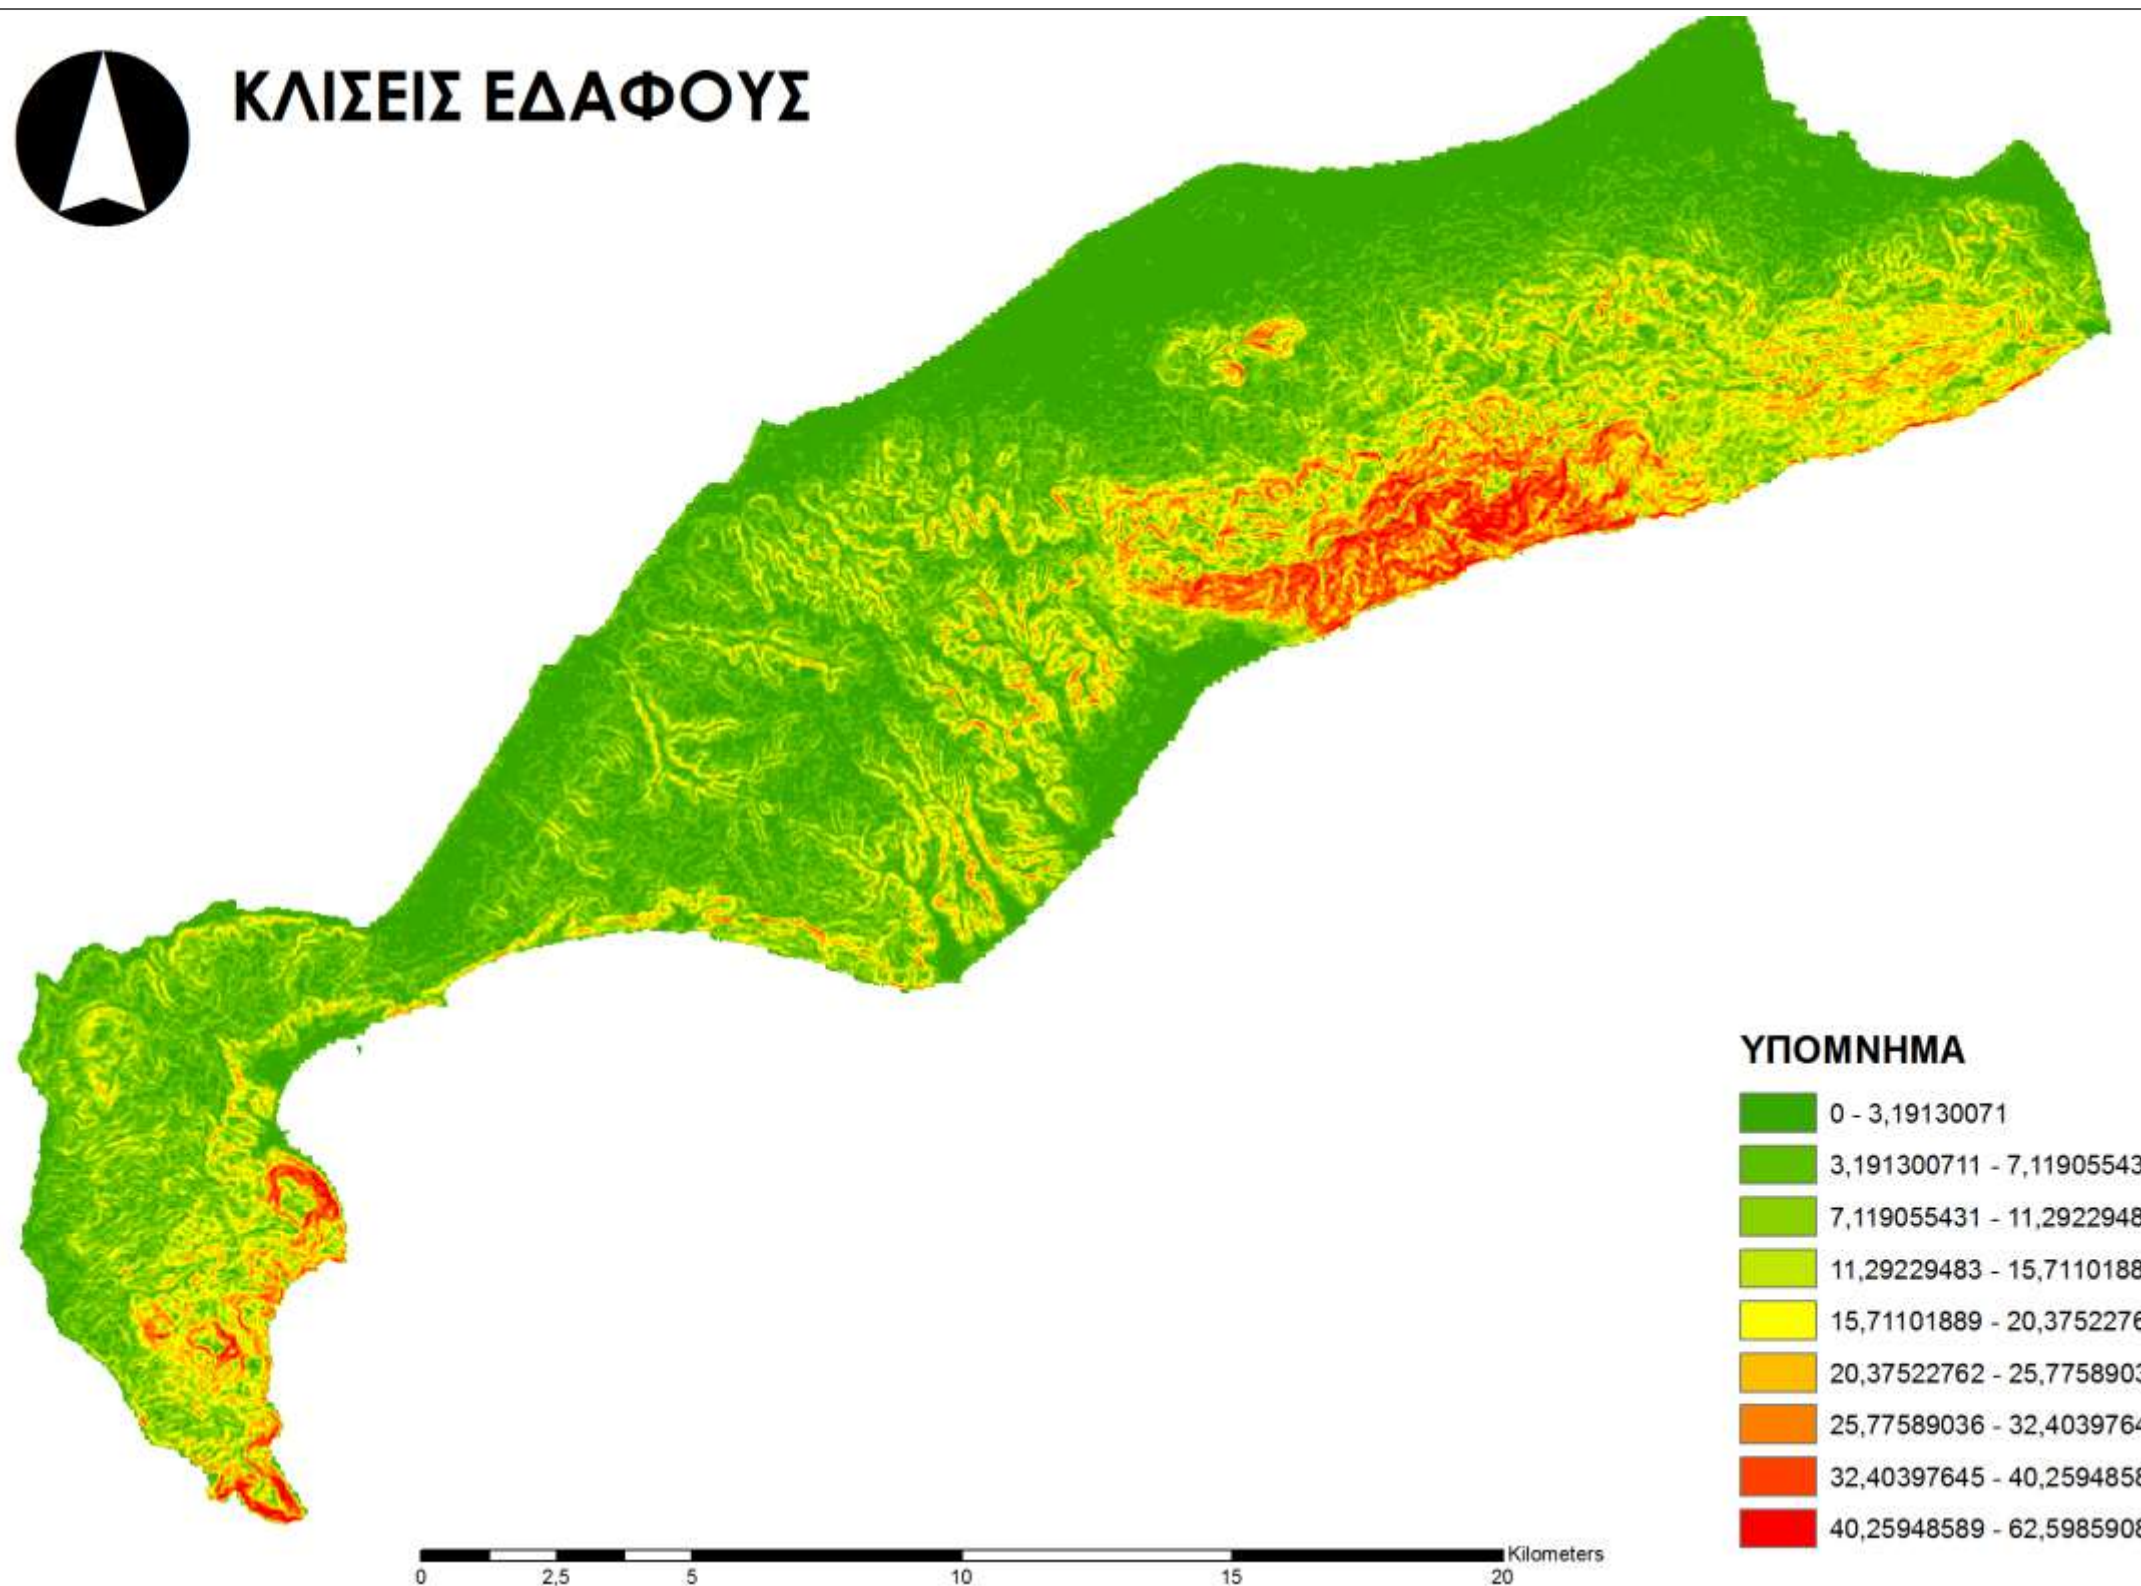 ΚΛΙΣΕΙΣ ΕΔΑΦΟΥΣ
ΥΠΟΜΝΗΜΑ
0 - 3,19130071
3,191300711 - 7,11905543
7,119055431 - 11,2922948
11,29229483 - 15,7110188
15,71101889 - 20,3752276
20,37522762 - 25,7758903
25,77589036 - 32,4039764
32,40397645 - 40,2594858
40,25948589 - 62,5985908
Kilometers
0 2,5 5 10 15 20